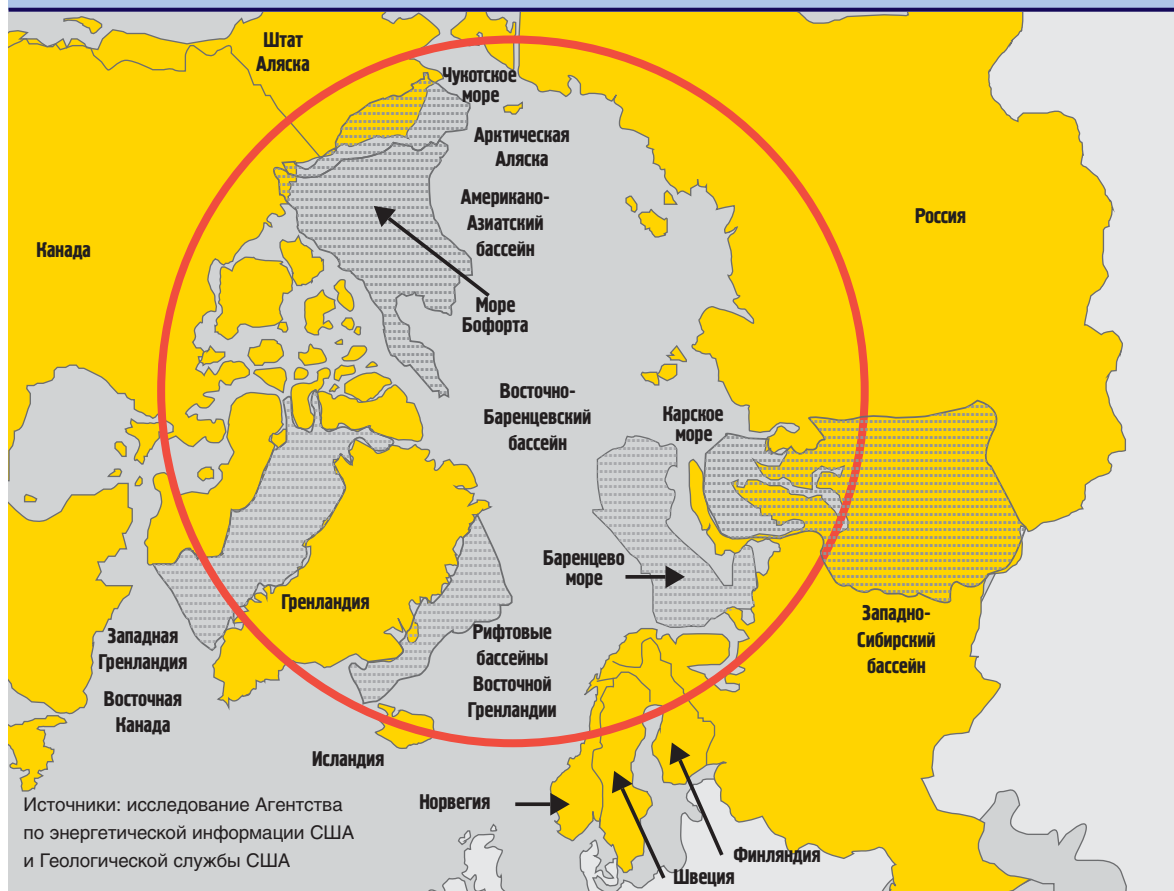 Штат
Аляска
Чукотское
море
Арктическая
Аляска
Американо-
Азиатский
бассейн
Россия
Канада
Море
Бофорта
Восточно-
Баренцевский
бассейн
Карское
море
Баренцево
море
Гренландия
Западная
Гренландия
Восточная
Канада
Рифтовые
бассейны
Восточной
Гренландии
Западно-
Сибирский
бассейн
Исландия
Норвегия
Финляндия
Швеция
Источники: исследование Агентства
по энергетической информации США
и Геологической службы США